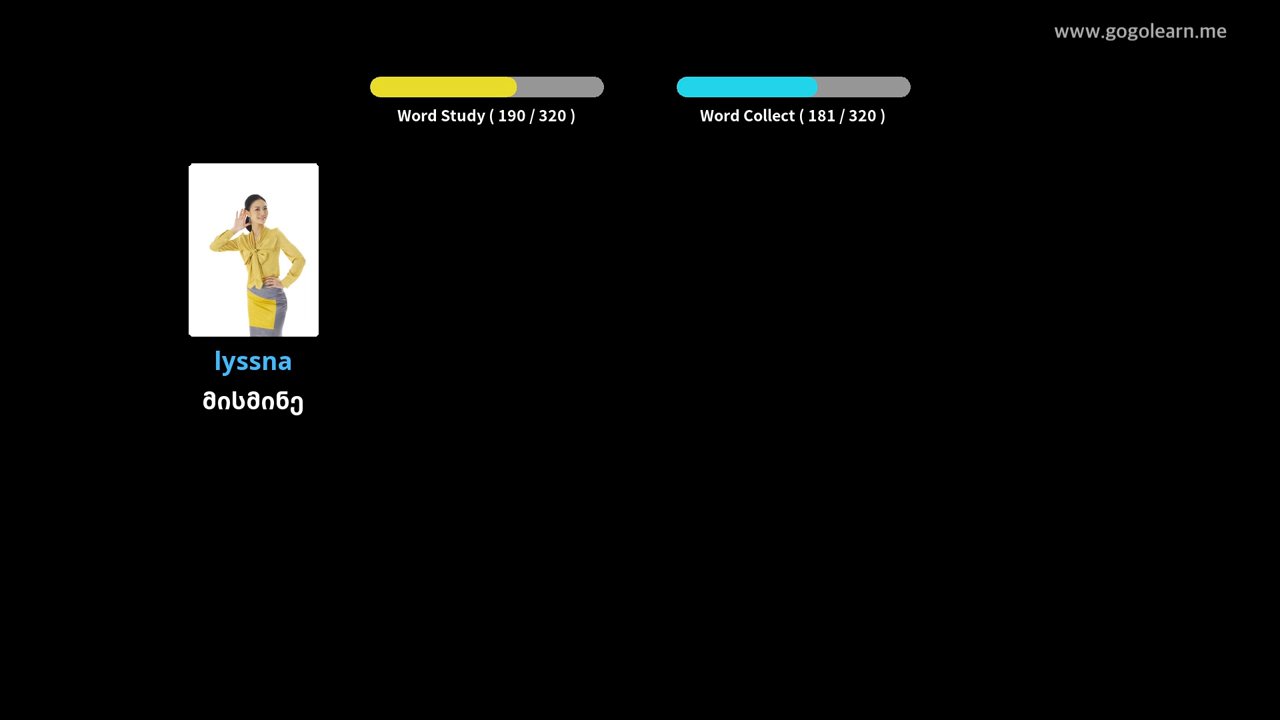 www.gogolearn.me
Word Study ( 190 / 320 )
Word Collect ( 181 / 320 )
lyssna
მისმინე